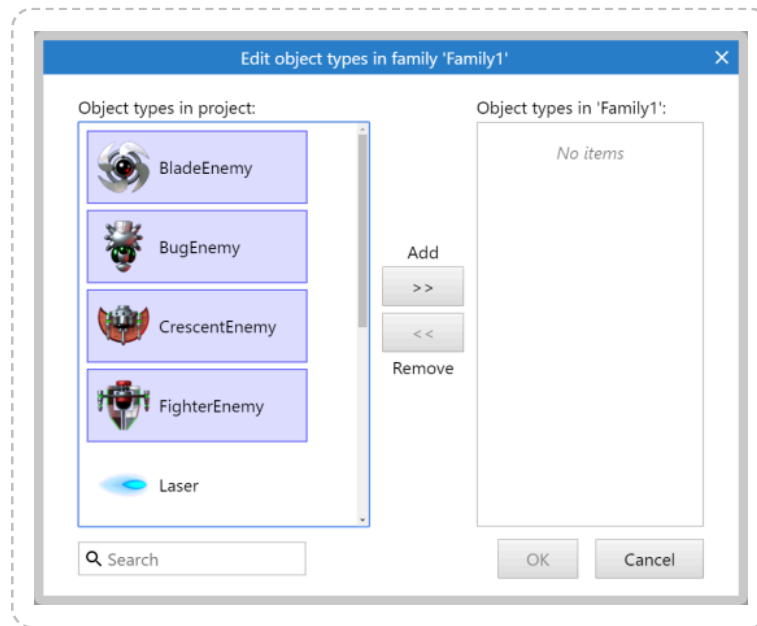 Edit object types in family 'Family1'
Object types in project:
Object types in 'Family1':
BladeEnemy
No items
BugEnemy
Add
>>
CrescentEnemy
<<
Remove
FighterEnemy
Laser
Search
OK
Cancel